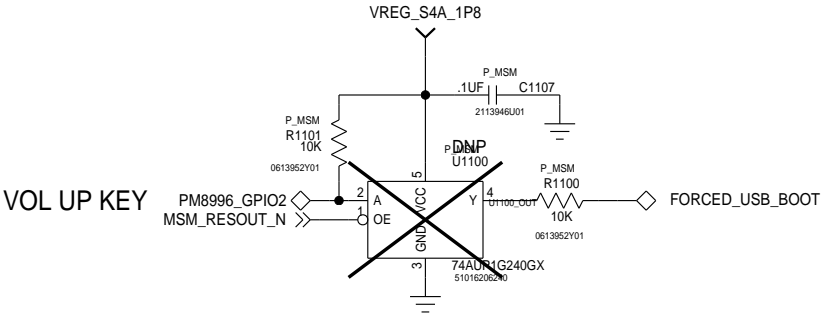 VREG_S4A_1P8
P_MSM
.1UF
C1107
2113946U01
P_MSM
R1101
10K
0613952Y01
DNP
P_MSM
U1100
5
VCC
VOL UP KEY
PM8996_GPIO2
2
A
MSM_RESOUT_N
1
OE
Y
4
U1100_OUT
P_MSM
R1100
10K
0613952Y01
FORCED_USB_BOOT
GND
3
74AUP1G240GX
51016206240